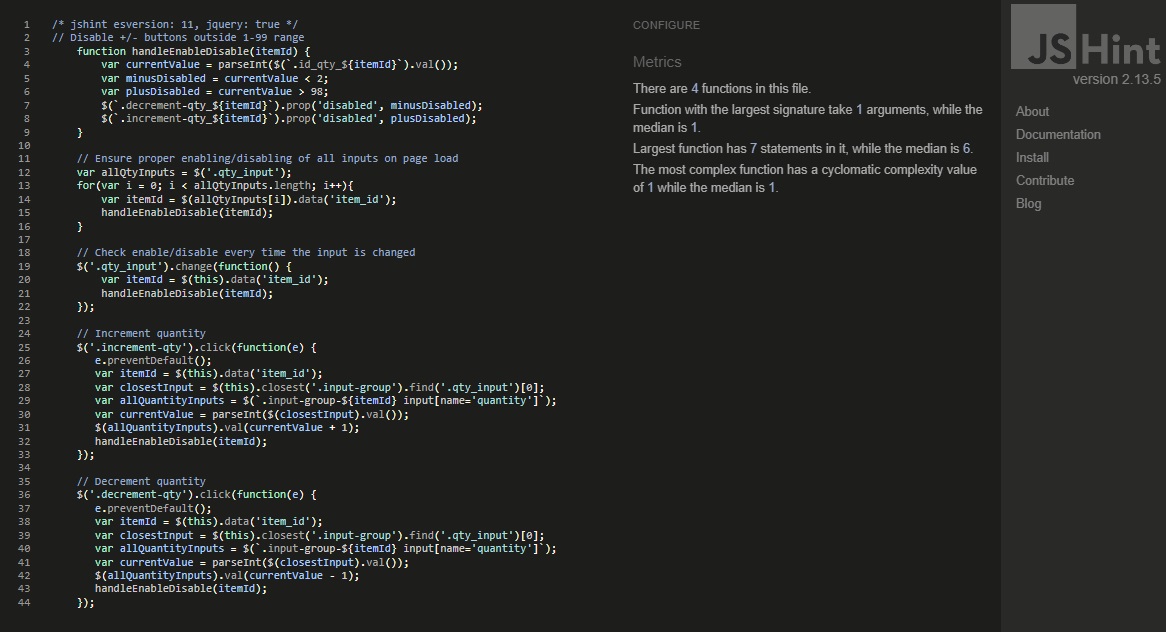 1 /* jshint esversion: 11, jquery: true */
2 // Disable +/- buttons outside 1-99 range
3 function handleEnableDisable(itemId) {
4 var currentValue = parseInt($(`.id_qty_${itemId}`).val());
5 var minusDisabled = currentValue < 2;
6 var plusDisabled = currentValue > 98;
7 $(`.decrement-qty_${itemId}`).prop('disabled', minusDisabled);
8 $(`.increment-qty_${itemId}`).prop('disabled', plusDisabled);
9 }
10
11 // Ensure proper enabling/disabling of all inputs on page load
12 var allQtyInputs = $('.qty_input');
13 for(var i = 0; i < allQtyInputs.length; i++){
14 var itemId = $(allQtyInputs[i]).data('item_id');
15 handleEnableDisable(itemId);
16 }
17
18 // Check enable/disable every time the input is changed
19 $('.qty_input').change(function() {
20 var itemId = $(this).data('item_id');
21 handleEnableDisable(itemId);
22 });
23
24 // Increment quantity
25 $('.increment-qty').click(function(e) {
26 e.preventDefault();
27 var itemId = $(this).data('item_id');
28 var closestInput = $(this).closest('.input-group').find('.qty_input')[0];
29 var allQuantityInputs = $(`.input-group-${itemId} input[name='quantity']`);
30 var currentValue = parseInt($(closestInput).val());
31 $(allQuantityInputs).val(currentValue + 1);
32 handleEnableDisable(itemId);
33 });
34
35 // Decrement quantity
36 $('.decrement-qty').click(function(e) {
37 e.preventDefault();
38 var itemId = $(this).data('item_id');
39 var closestInput = $(this).closest('.input-group').find('.qty_input')[0];
40 var allQuantityInputs = $(`.input-group-${itemId} input[name='quantity']`);
41 var currentValue = parseInt($(closestInput).val());
42 $(allQuantityInputs).val(currentValue - 1);
43 handleEnableDisable(itemId);
44 });
CONFIGURE
Metrics
There are 4 functions in this file.
Function with the largest signature take 1 arguments, while the
median is 1.
Largest function has 7 statements in it, while the median is 6.
The most complex function has a cyclomatic complexity value
of 1 while the median is 1.
JSHint
version 2.13.5
About
Documentation
Install
Contribute
Blog